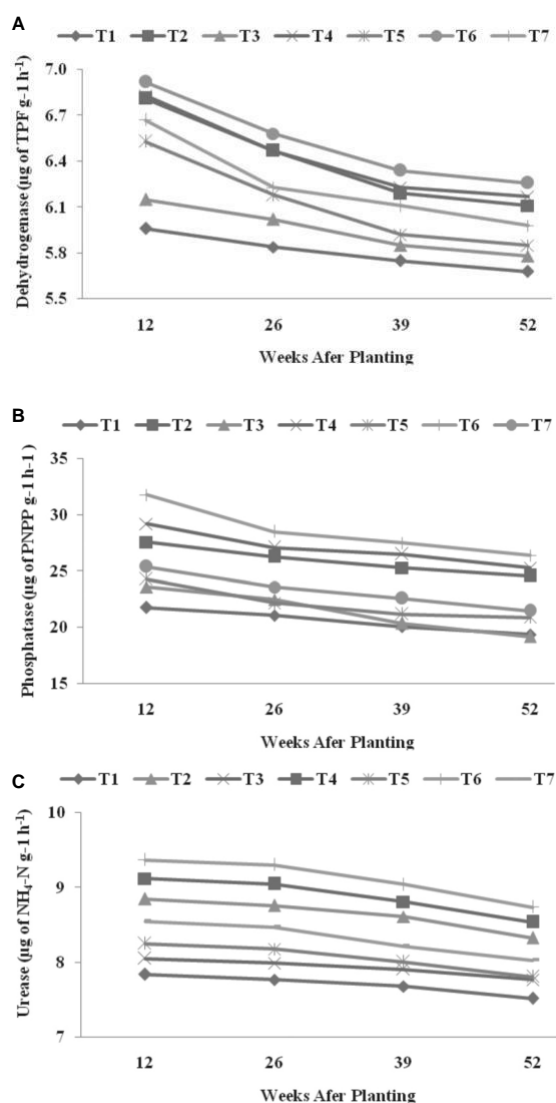 A
T1 T2 T3 T4 T5 T6 T7
Dehydrogenase (µg of TPF g-1 h-1)
7.0
6.7
6.4
6.1
5.8
5.5
12 26 39 52
Weeks Afer Planting
B
T1 T2 T3 T4 T5 T6 T7
Phosphatase (µg of PNPP g-1 h-1)
35
30
25
20
15
12 26 39 52
Weeks Afer Planting
C
T1 T2 T3 T4 T5 T6 T7
Urease (µg of NH4-N g-1 h-1)
10
9
8
7
12 26 39 52
Weeks Afer Planting